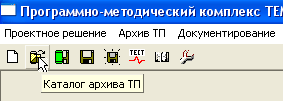 Программно-методический комплекс ТЕМ
Проектное решение Архив ТП Документирование
ТЕСТ
Каталог архива ТП